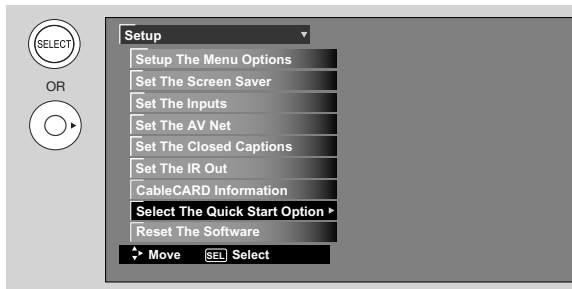 SELECT
OR
Setup
Setup The Menu Options
Set The Screen Saver
Set The Inputs
Set The AV Net
Set The Closed Captions
Set The IR Out
CableCARD Information
Select The Quick Start Option
Reset The Software
Move SEL Select